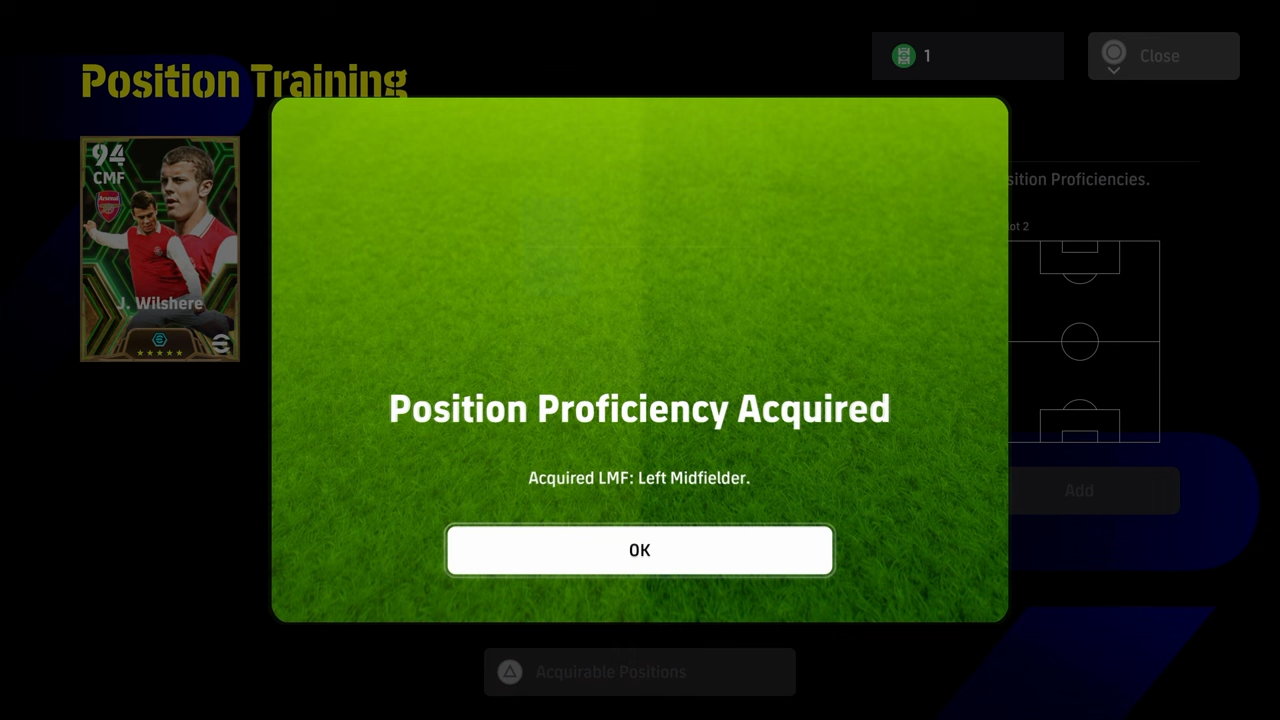 Position Training
1
Close
94
CMF
Arsenal
J. Wilshere
sition Proficiencies.
ot 2
Position Proficiency Acquired
Acquired LMF: Left Midfielder.
OK
Add
Acquirable Positions